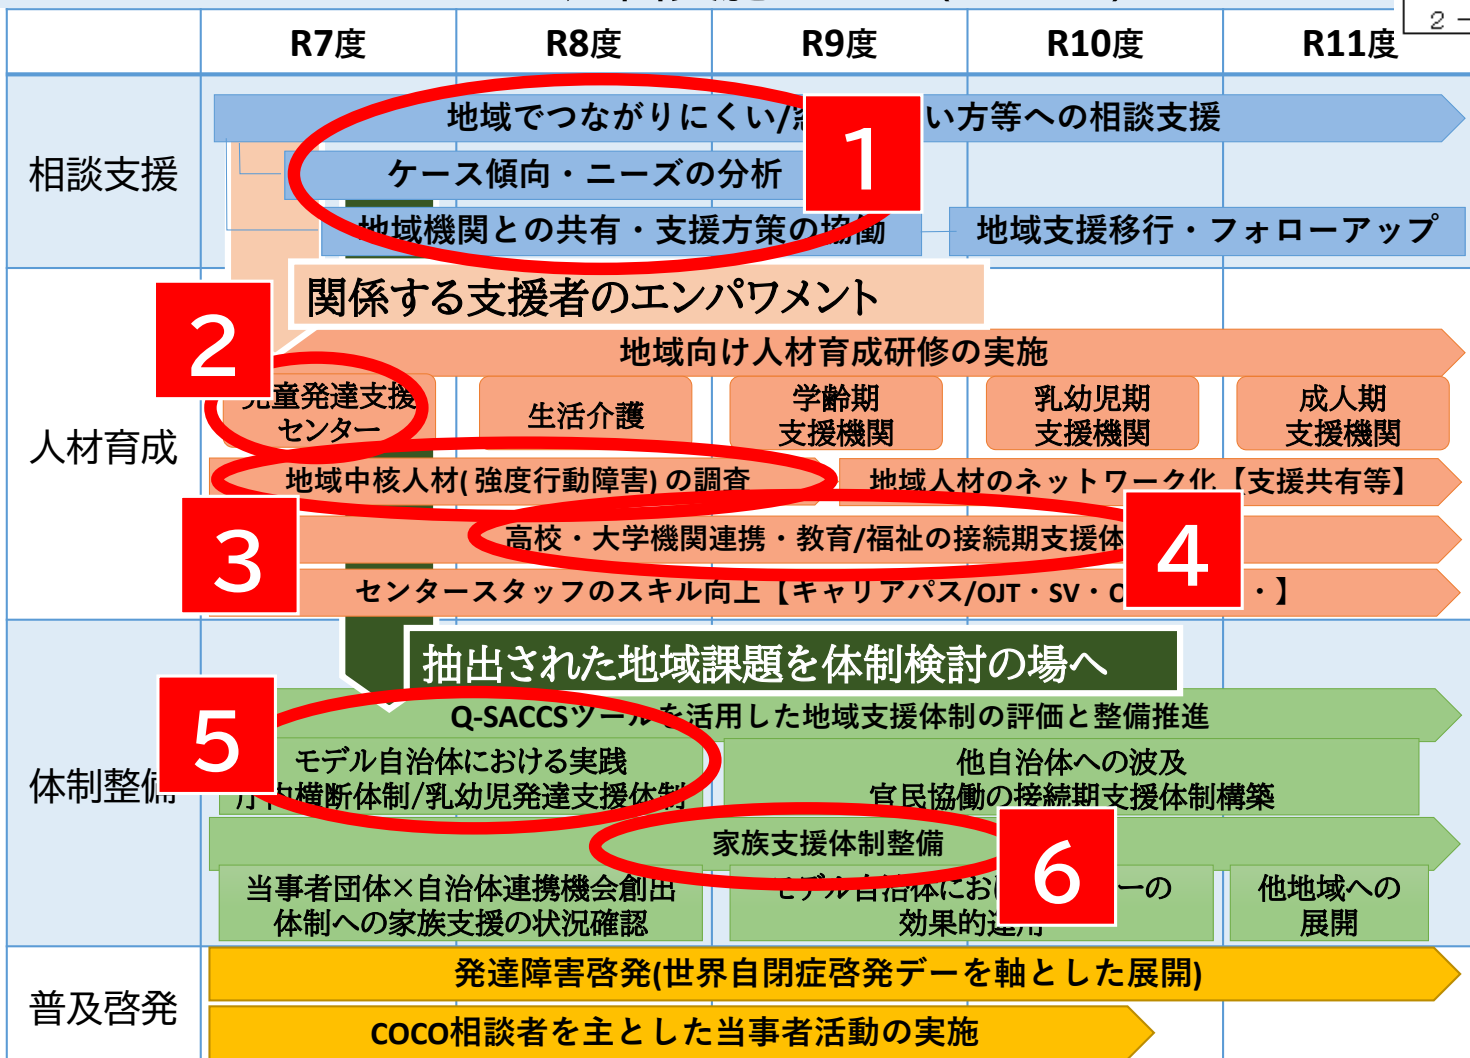 2－
R7度 R8度 R9度 R10度 R11度
相談支援
地域でつながりにくい/ い方等への相談支援
1
ケース傾向・ニーズの分析
地域機関との共有・支援方策の協働
地域支援移行・フォローアップ
関係する支援者のエンパワメント
人材育成
2
地域向け人材育成研修の実施
児童発達支援
センター
生活介護
学齢期
支援機関
乳幼児期
支援機関
成人期
支援機関
地域中核人材(強度行動障害)の調査
地域人材のネットワーク化【支援共有等】
3
高校・大学機関連携・教育/福祉の接続期支援体
4
センタースタッフのスキル向上【キャリアパス/OJT・SV・ ・】
抽出された地域課題を体制検討の場へ
体制整備
5
Q-SACCSツールを活用した地域支援体制の評価と整備推進
モデル自治体における実践
庁内横断体制/乳幼児発達支援体制
他自治体への波及
官民協働の接続期支援体制構築
家族支援体制整備
6
当事者団体×自治体連携機会創出
体制への家族支援の状況確認
モデル自治体にお ーの
効果的運用
他地域への
展開
普及啓発
発達障害啓発(世界自閉症啓発デーを軸とした展開)
COCO相談者を主とした当事者活動の実施